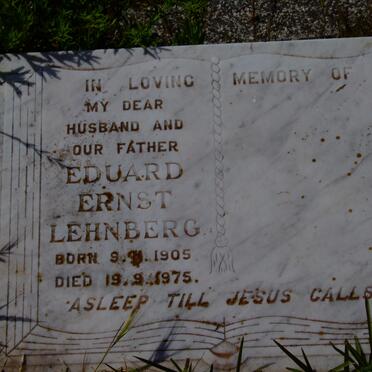 IN LOVING MEMORY OF
MY DEAR
HUSBAND AND
OUR FATHER
EDUARD
ERNST
LEHNBERG
BORN 9. 1905
DIED 19.9.1975.
ASLEEP TILL JESUS CALLS